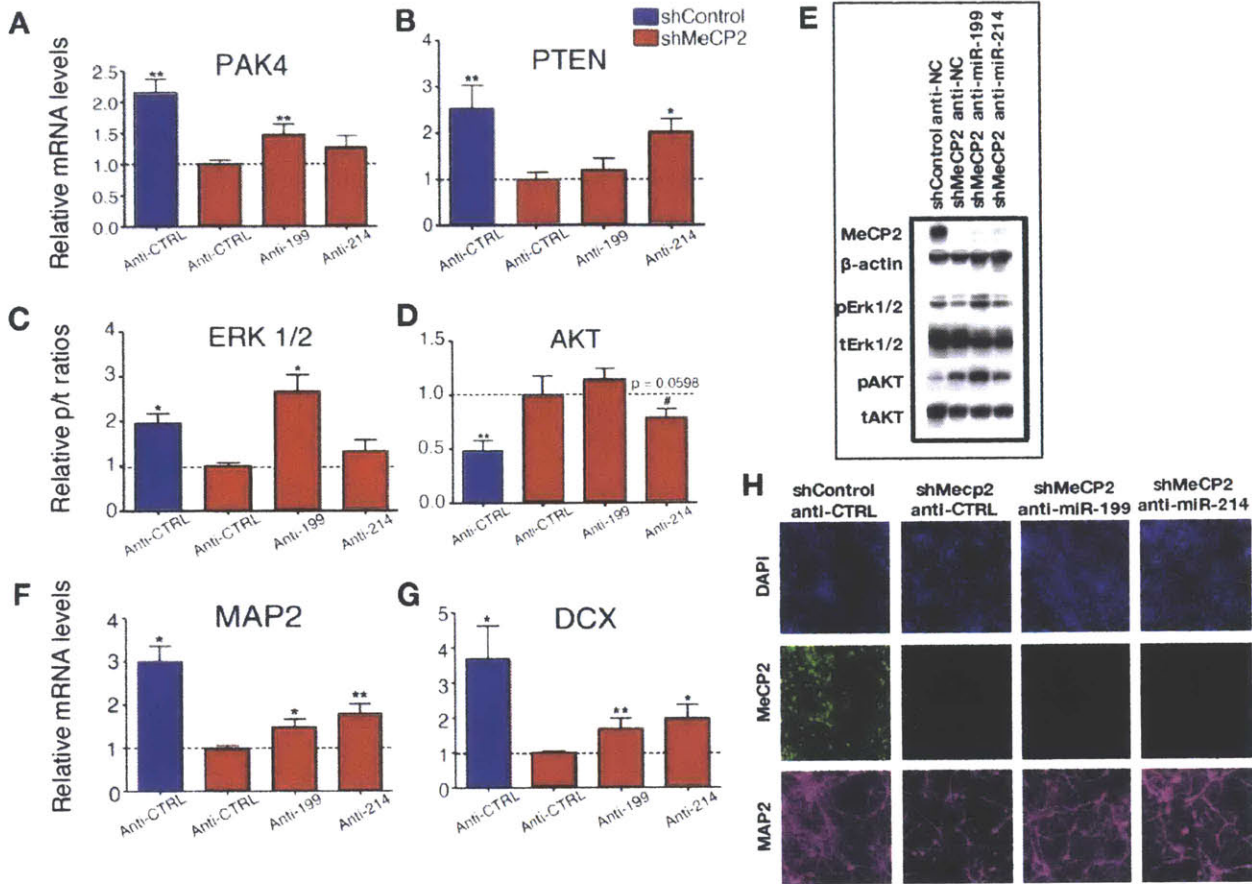 A
B
shControl
shMeCP2
PAK4
PTEN
Relative mRNA levels
2.5
2.0
1.5
1.0
0.5
0.0
**
**
Anti-CTRL
Anti-CTRL
Anti-199
Anti-214
4
3
2
1
0
**
*
Anti-CTRL
Anti-CTRL
Anti-199
Anti-214
C
D
ERK 1/2
AKT
Relative p/t ratios
4
3
2
1
0
*
*
Anti-CTRL
Anti-CTRL
Anti-199
Anti-214
1.5
1.0
0.5
0.0
p = 0.0598
**
#
Anti-CTRL
Anti-CTRL
Anti-199
Anti-214
E
shControl anti-NC
shMeCP2 anti-NC
shMeCP2 anti-miR-199
shMeCP2 anti-miR-214
MeCP2
β-actin
pErk1/2
tErk1/2
pAKT
tAKT
F
G
MAP2
DCX
Relative mRNA levels
4
3
2
1
0
*
*
**
Anti-CTRL
Anti-CTRL
Anti-199
Anti-214
5
4
3
2
1
0
*
**
*
Anti-CTRL
Anti-CTRL
Anti-199
Anti-214
H
shControl
anti-CTRL
shMecp2
anti-CTRL
shMeCP2
anti-miR-199
shMeCP2
anti-miR-214
DAPI
MeCP2
MAP2